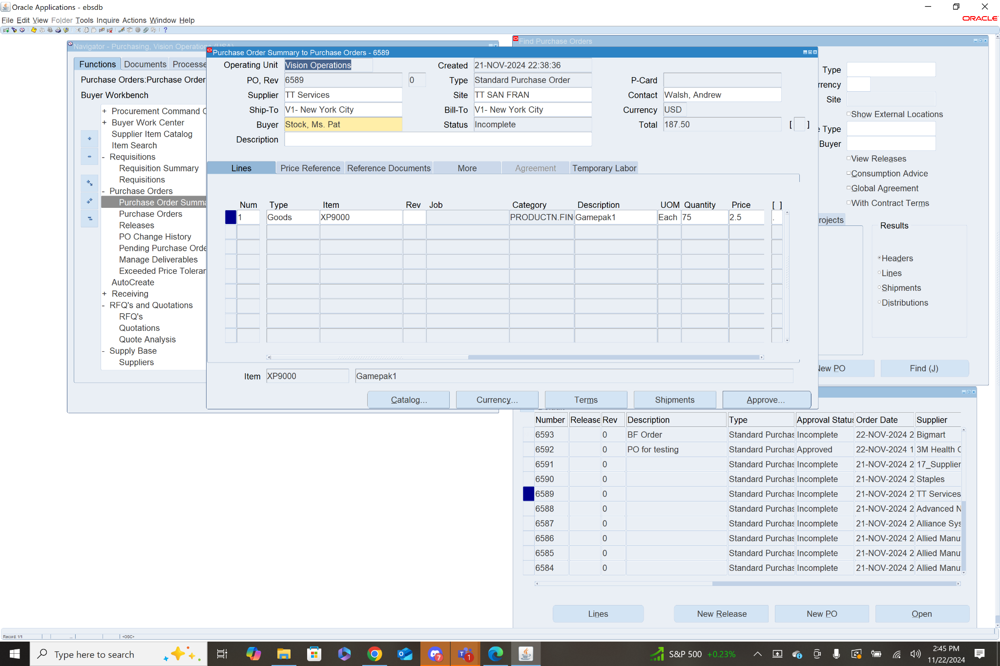 Oracle Applications - ebsdb
File Edit View Folder Tools Inquire Actions Window Help
ORACLE
Navigator - Purchasing, Vision Operations (USA)
Functions Documents Processe
Purchase Orders:Purchase Order
Buyer Workbench
+ Procurement Command C
+ Buyer Work Center
Supplier Item Catalog
Item Search
- Requisitions
Requisition Summary
Requisitions
- Purchase Orders
Purchase Order Summa
Purchase Orders
Releases
PO Change History
Pending Purchase Orde
Manage Deliverables
Exceeded Price Toleran
AutoCreate
+ Receiving
- RFQ's and Quotations
RFQ's
Quotations
Quote Analysis
- Supply Base
Suppliers
Purchase Order Summary to Purchase Orders - 6589
Operating Unit Vision Operations Created 21-NOV-2024 22:38:36
PO, Rev 6589 0 Type Standard Purchase Order P-Card
Supplier TT Services Site TT SAN FRAN Contact Walsh, Andrew
Ship-To V1- New York City Bill-To V1- New York City Currency USD
Buyer Stock, Ms. Pat Status Incomplete Total 187.50 [ ]
Description
Lines Price Reference Reference Documents More Agreement Temporary Labor
Num Type Item Rev Job Category Description UOM Quantity Price [ ]
1 Goods XP9000 PRODUCTN.FIN Gamepak1 Each 75 2.5 .
Item XP9000 Gamepak1
Catalog... Currency... Terms Shipments Approve...
Find Purchase Orders
Type
rrency
Site
Show External Locations
Type
Buyer
View Releases
Consumption Advice
Global Agreement
With Contract Terms
rojects
Results
Headers
Lines
Shipments
Distributions
New PO Find (J)
Number Release Rev Description Type Approval Status Order Date Supplier
6593 0 BF Order Standard Purchas Incomplete 22-NOV-2024 2 Bigmart
6592 0 PO for testing Standard Purchas Approved 22-NOV-2024 1 3M Health C
6591 0 Standard Purchas Incomplete 21-NOV-2024 2 17_Supplier
6590 0 Standard Purchas Incomplete 21-NOV-2024 2 Staples
6589 0 Standard Purchas Incomplete 21-NOV-2024 2 TT Services
6588 0 Standard Purchas Incomplete 21-NOV-2024 2 Advanced N
6587 0 Standard Purchas Incomplete 21-NOV-2024 2 Alliance Sys
6586 0 Standard Purchas Incomplete 21-NOV-2024 2 Allied Manu
6585 0 Standard Purchas Incomplete 21-NOV-2024 2 Allied Manu
6584 0 Standard Purchas Incomplete 21-NOV-2024 2 Allied Manu
Lines New Release New PO Open
Record: 1/1 ... <OSC>
Type here to search
7
1
S&P 500 +0.23%
2:45 PM
11/22/2024